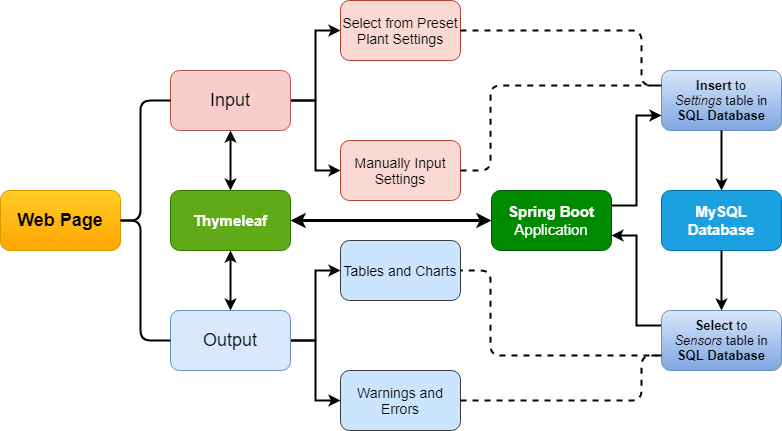 Select from Preset
Plant Settings
Input
Insert to
Settings table in
SQL Database
Manually Input
Settings
Web Page
Thymeleaf
Spring Boot
Application
MySQL
Database
Tables and Charts
Output
Select to
Sensors table in
SQL Database
Warnings and
Errors